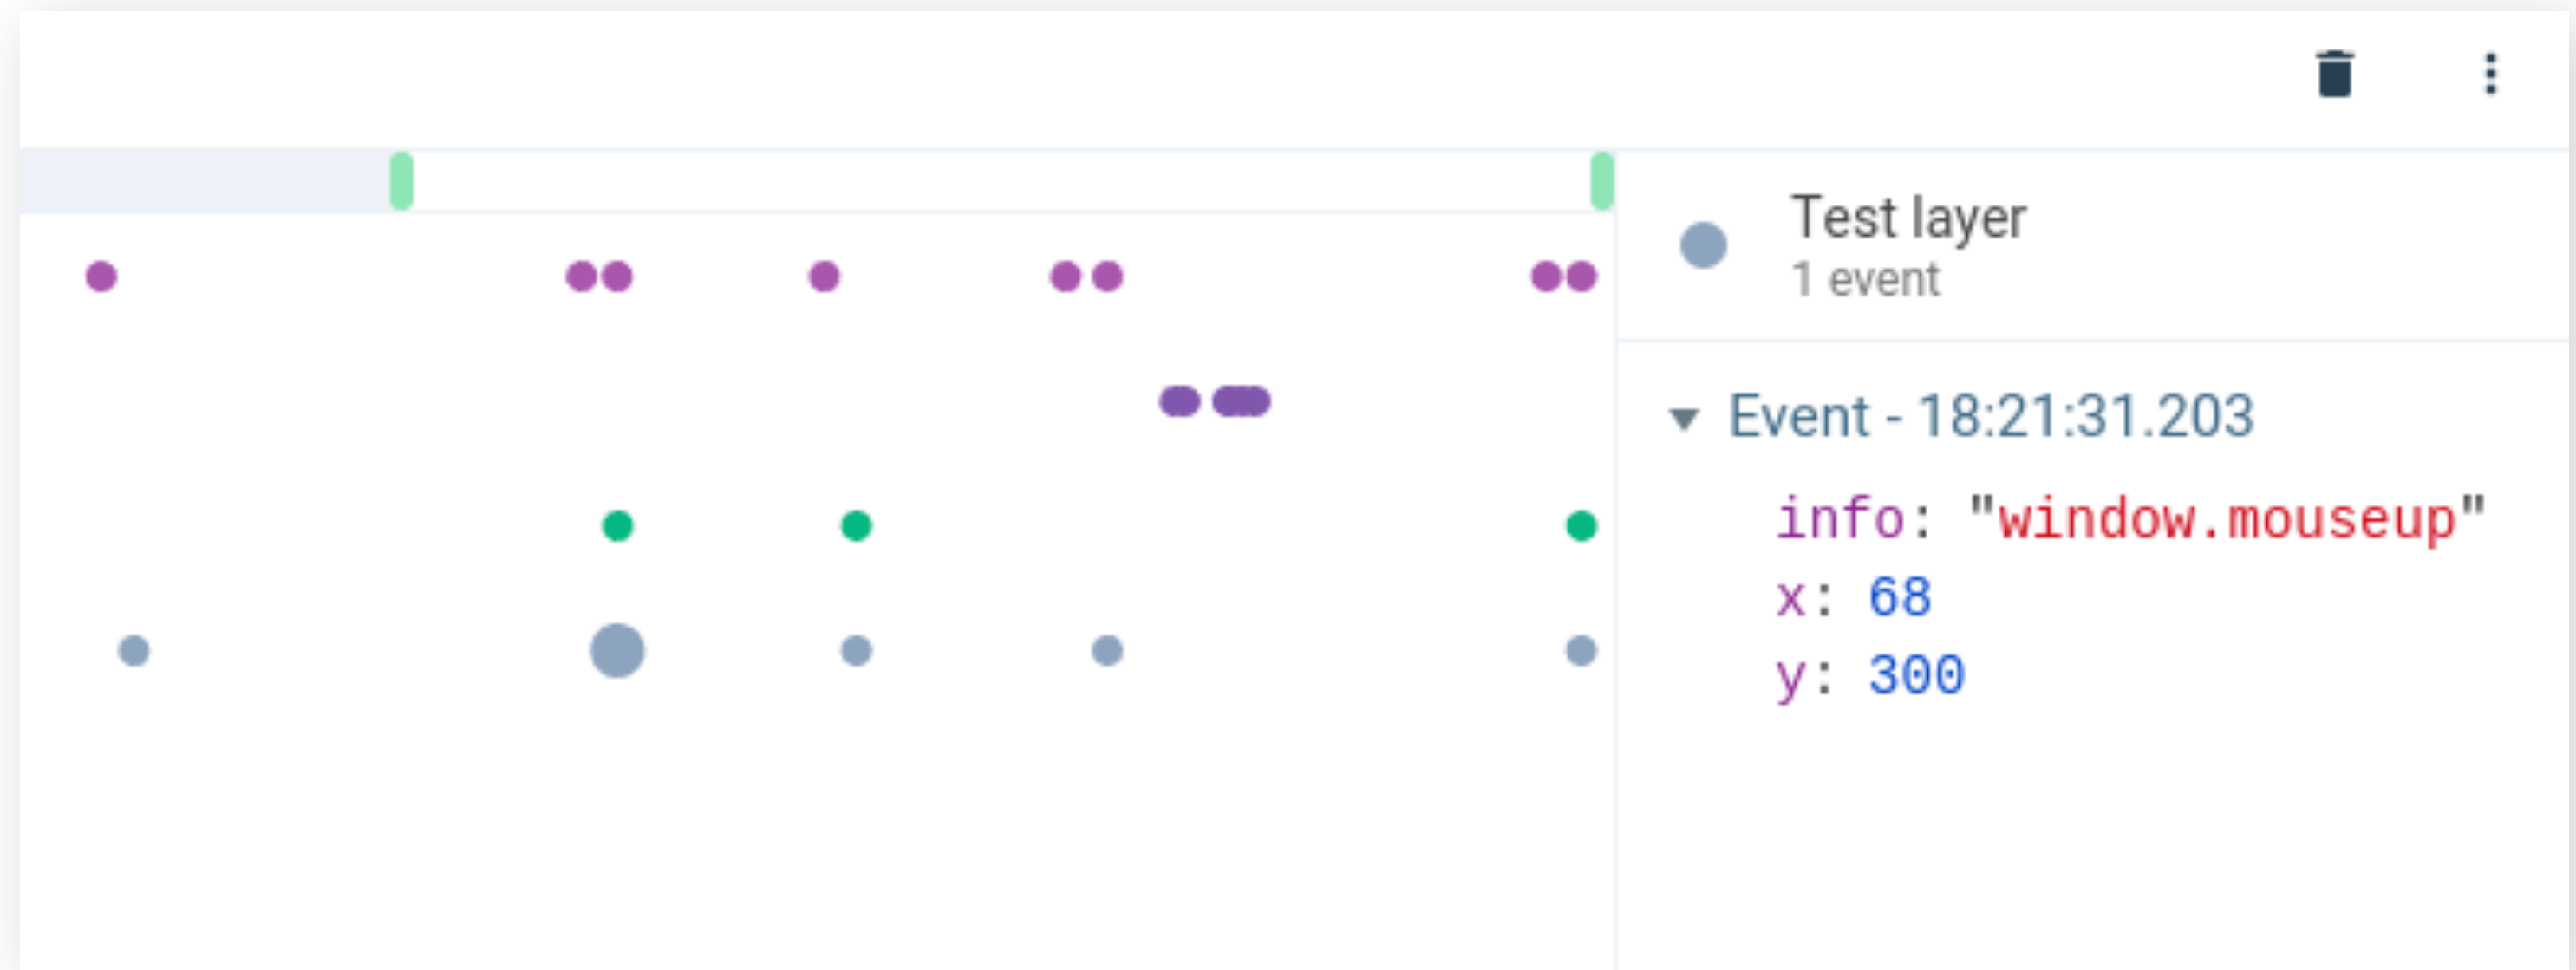 Test layer
1 event
Event - 18:21:31.203
info: "window.mouseup"
x: 68
y: 300